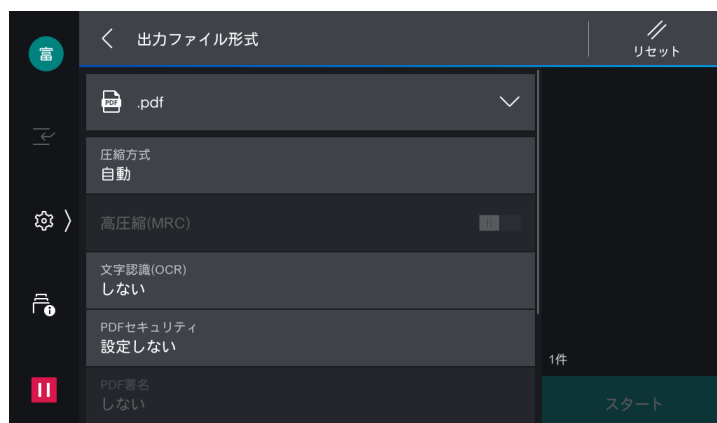 富
出力ファイル形式
リセット
PDF
.pdf
圧縮方式
自動
高圧縮(MRC)
文字認識(OCR)
しない
PDFセキュリティ
設定しない
PDF署名
しない
1件
スタート